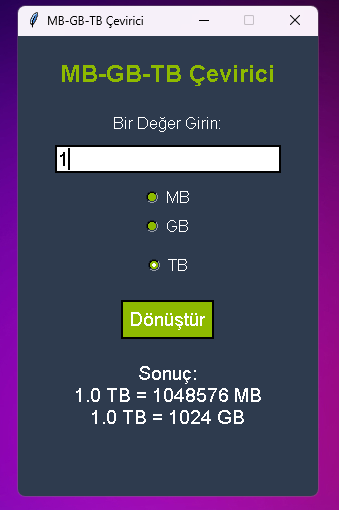 MB-GB-TB Çevirici
MB-GB-TB Çevirici
Bir Değer Girin:
1
MB
GB
TB
Dönüştür
Sonuç:
1.0 TB = 1048576 MB
1.0 TB = 1024 GB